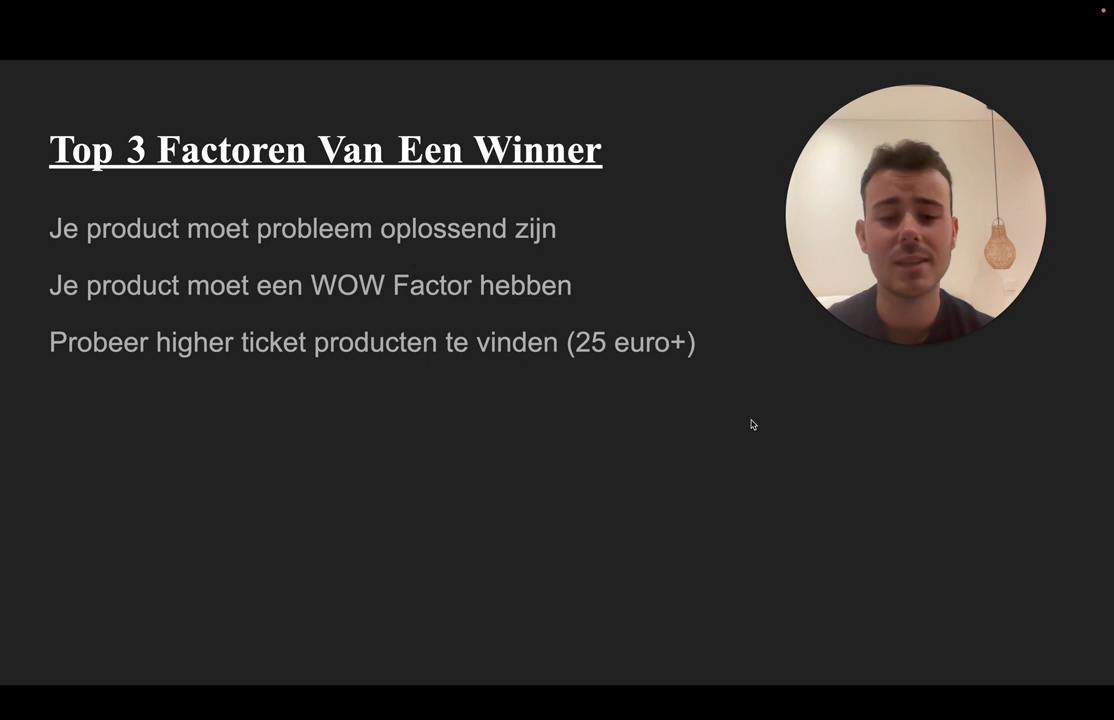 Top 3 Factoren Van Een Winner
Je product moet probleem oplossend zijn
Je product moet een WOW Factor hebben
Probeer higher ticket producten te vinden (25 euro+)